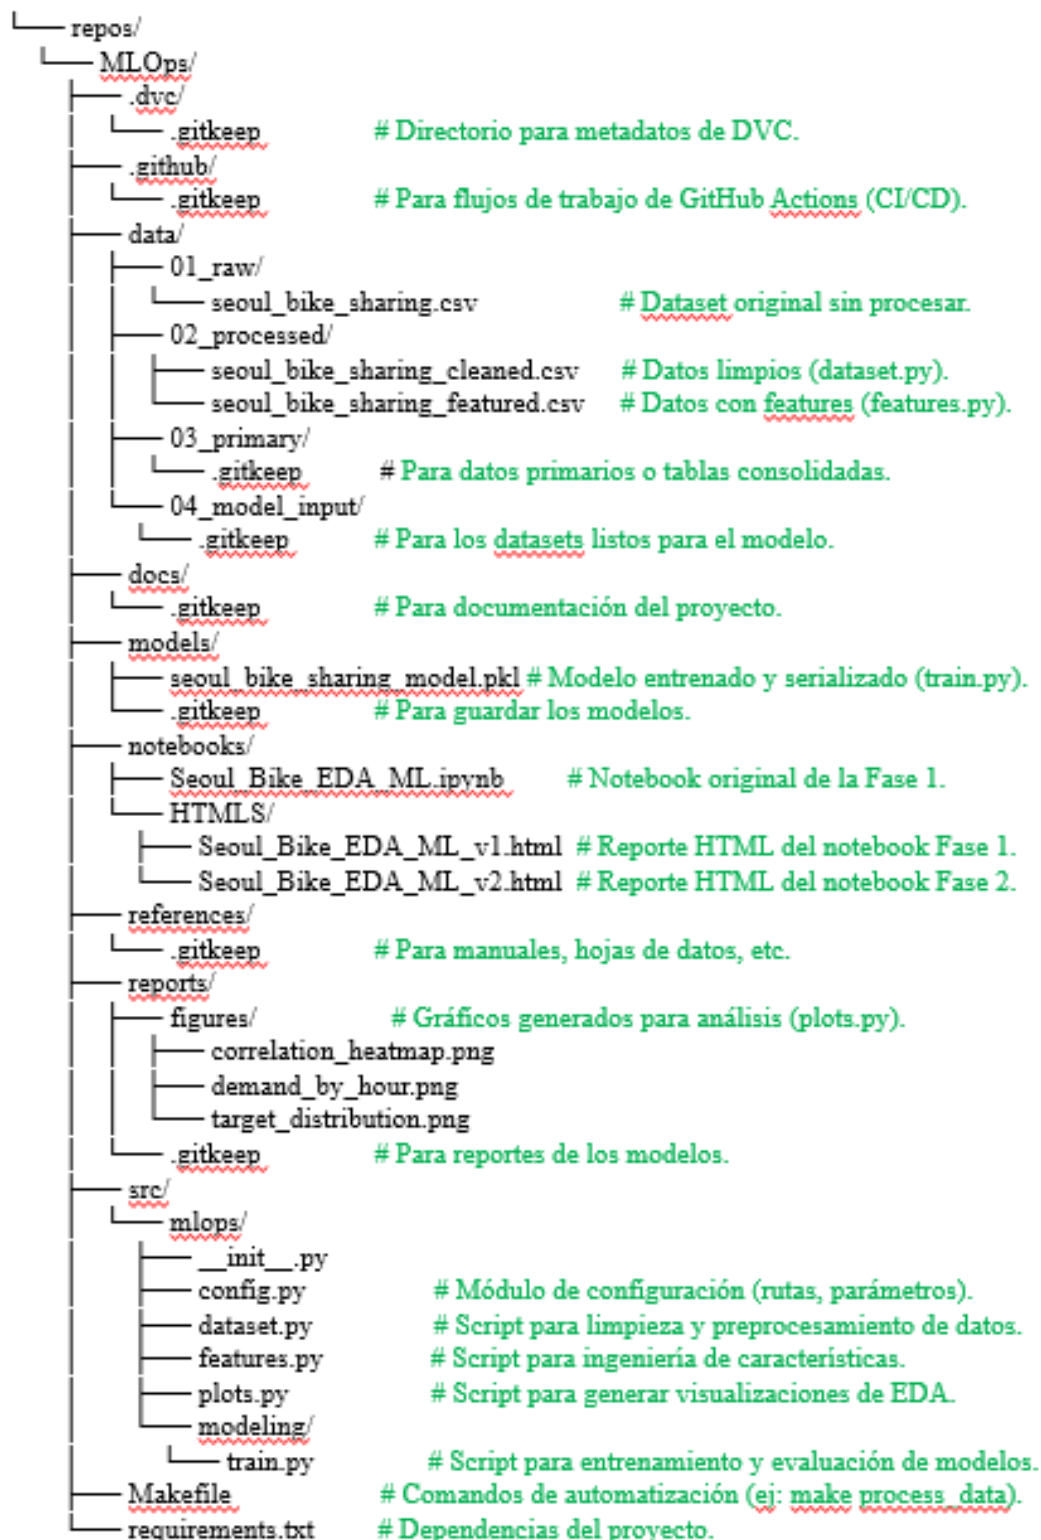 └── repos/
└── MLOps/
├── .dvc/
│ └── .gitkeep # Directorio para metadatos de DVC.
├── .github/
│ └── .gitkeep # Para flujos de trabajo de GitHub Actions (CI/CD).
├── data/
│ ├── 01_raw/
│ │ └── seoul_bike_sharing.csv # Dataset original sin procesar.
│ ├── 02_processed/
│ │ ├── seoul_bike_sharing_cleaned.csv # Datos limpios (dataset.py).
│ │ └── seoul_bike_sharing_featured.csv # Datos con features (features.py).
│ ├── 03_primary/
│ │ └── .gitkeep # Para datos primarios o tablas consolidadas.
│ └── 04_model_input/
│ └── .gitkeep # Para los datasets listos para el modelo.
├── docs/
│ └── .gitkeep # Para documentación del proyecto.
├── models/
│ ├── seoul_bike_sharing_model.pkl # Modelo entrenado y serializado (train.py).
│ └── .gitkeep # Para guardar los modelos.
├── notebooks/
│ ├── Seoul_Bike_EDA_ML.ipynb # Notebook original de la Fase 1.
│ └── HTMLS/
│ ├── Seoul_Bike_EDA_ML_v1.html # Reporte HTML del notebook Fase 1.
│ └── Seoul_Bike_EDA_ML_v2.html # Reporte HTML del notebook Fase 2.
├── references/
│ └── .gitkeep # Para manuales, hojas de datos, etc.
├── reports/
│ ├── figures/ # Gráficos generados para análisis (plots.py).
│ │ ├── correlation_heatmap.png
│ │ ├── demand_by_hour.png
│ │ └── target_distribution.png
│ └── .gitkeep # Para reportes de los modelos.
├── src/
│ └── mlops/
│ ├── __init__.py
│ ├── config.py # Módulo de configuración (rutas, parámetros).
│ ├── dataset.py # Script para limpieza y preprocesamiento de datos.
│ ├── features.py # Script para ingeniería de características.
│ ├── plots.py # Script para generar visualizaciones de EDA.
│ └── modeling/
│ └── train.py # Script para entrenamiento y evaluación de modelos.
├── Makefile # Comandos de automatización (ej: make process_data).
└── requirements.txt # Dependencias del proyecto.